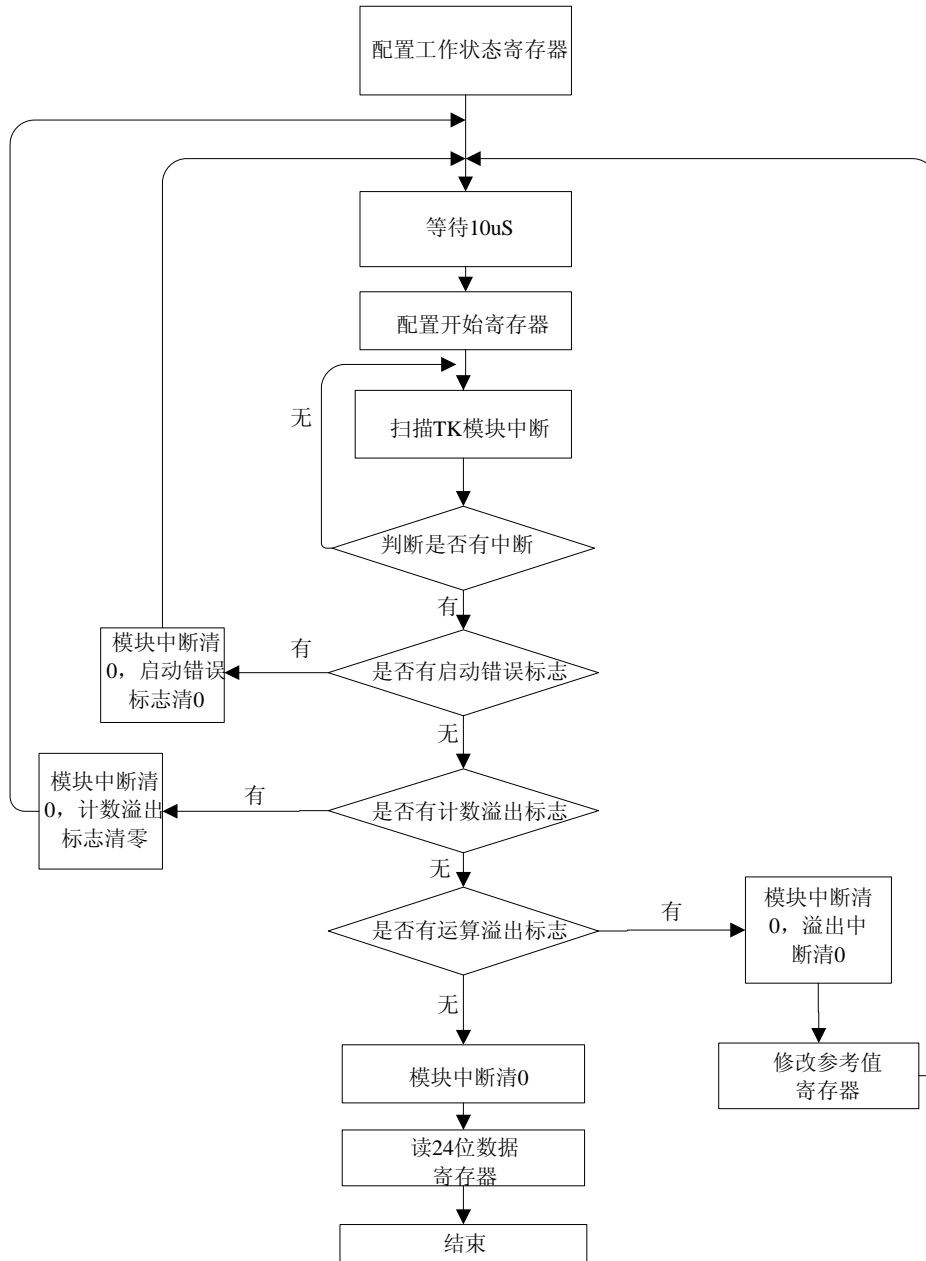 配置工作状态寄存器
等待10uS
配置开始寄存器
无
扫描TK模块中断
判断是否有中断
有
模块中断清
0，启动错误
标志清0
有
是否有启动错误标志
无
模块中断清
0，计数溢出
标志清零
有
是否有计数溢出标志
无
是否有运算溢出标志
有
模块中断清
0，溢出中
断清0
无
模块中断清0
修改参考值
寄存器
读24位数据
寄存器
结束